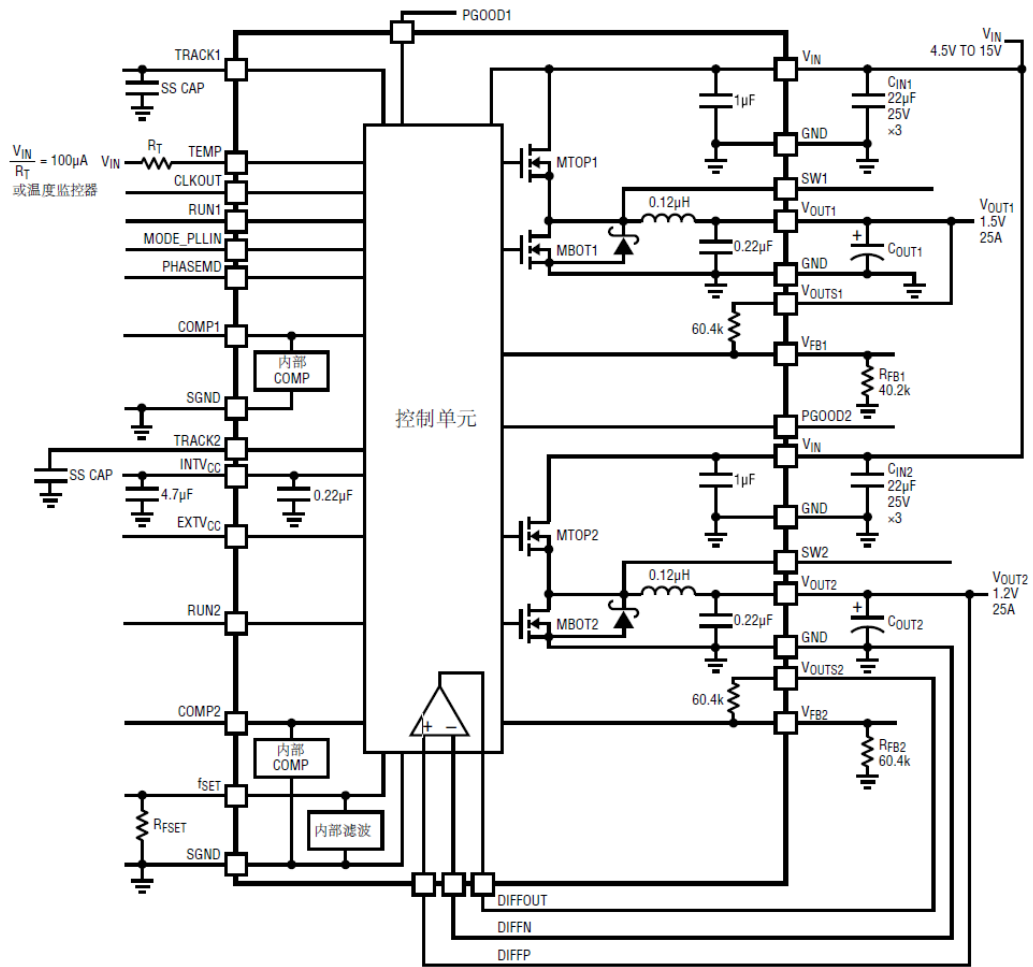 PGOOD1
TRACK1
SS CAP
VIN
RT
= 100µA
VIN
RT
或温度监控器
TEMP
CLKOUT
RUN1
MODE_PLLIN
PHASEMD
COMP1
内部
COMP
SGND
TRACK2
SS CAP
INTVCC
4.7µF
0.22µF
EXTVCC
RUN2
COMP2
内部
COMP
fSET
RFSET
内部滤波
SGND
控制单元
+
−
VIN
4.5V TO 15V
VIN
1µF
CIN1
22µF
25V
×3
GND
MTOP1
SW1
0.12µH
VOUT1
VOUT1
1.5V
25A
MBOT1
0.22µF
+
COUT1
GND
VOUTS1
60.4k
VFB1
RFB1
40.2k
PGOOD2
VIN
1µF
CIN2
22µF
25V
×3
GND
MTOP2
SW2
0.12µH
VOUT2
VOUT2
1.2V
25A
MBOT2
0.22µF
+
COUT2
GND
VOUTS2
60.4k
VFB2
RFB2
60.4k
DIFFOUT
DIFFN
DIFFP